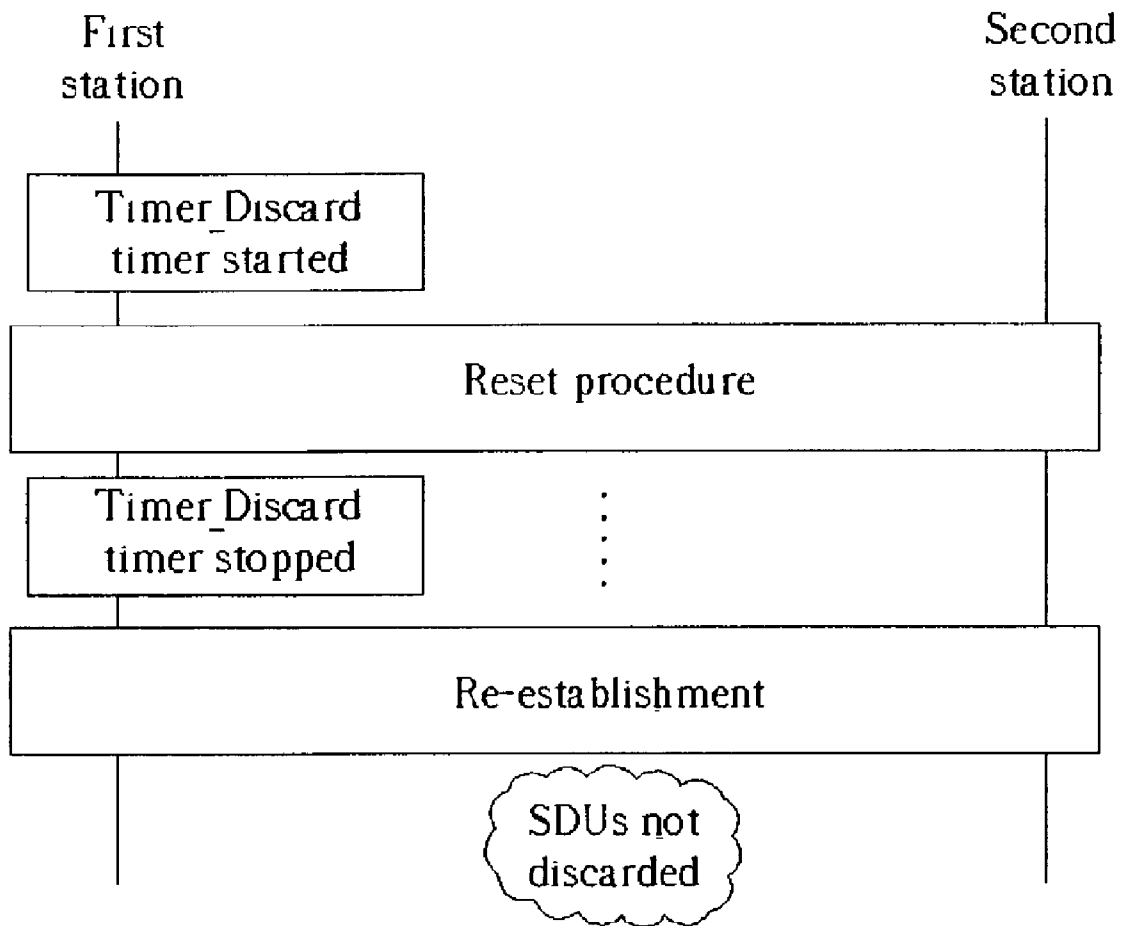 First
station
Second
station
Timer_Discard
timer started
Reset procedure
Timer_Discard
timer stopped
Re-establishment
SDUs not
discarded